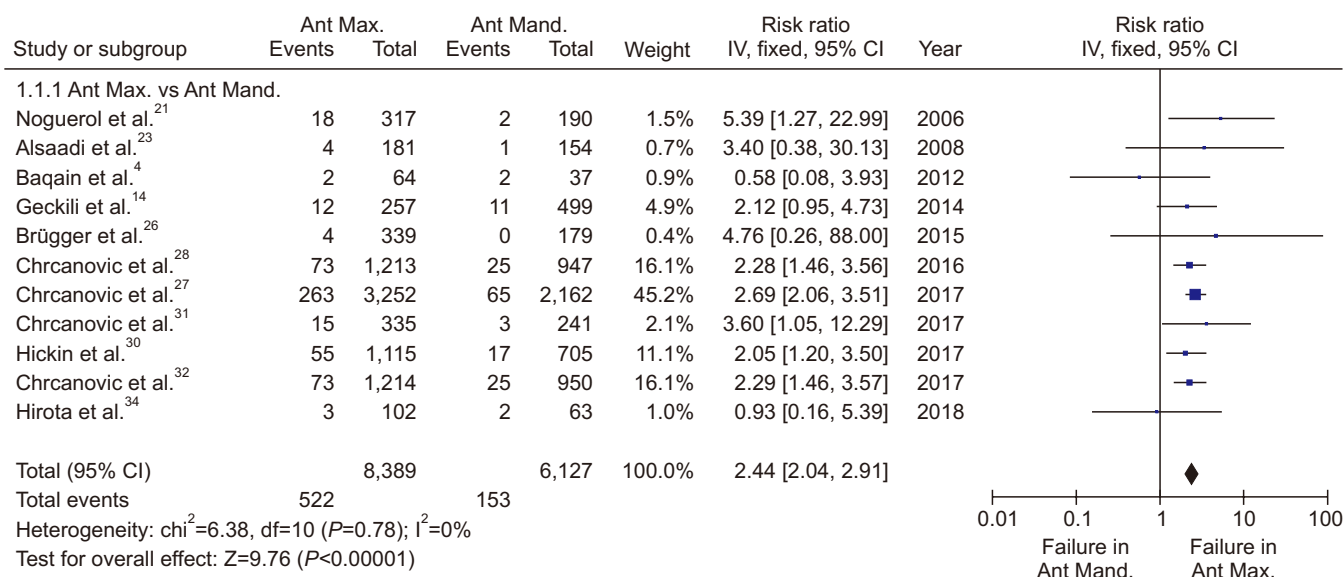 Ant Max. Ant Mand. Risk ratio Risk ratio
Study or subgroup Events Total Events Total Weight IV, fixed, 95% CI Year IV, fixed, 95% CI
1.1.1 Ant Max. vs Ant Mand.
Noguerol et al.21 18 317 2 190 1.5% 5.39 [1.27, 22.99] 2006
Alsaadi et al.23 4 181 1 154 0.7% 3.40 [0.38, 30.13] 2008
Baqain et al.4 2 64 2 37 0.9% 0.58 [0.08, 3.93] 2012
Geckili et al.14 12 257 11 499 4.9% 2.12 [0.95, 4.73] 2014
Brügger et al.26 4 339 0 179 0.4% 4.76 [0.26, 88.00] 2015
Chrcanovic et al.28 73 1,213 25 947 16.1% 2.28 [1.46, 3.56] 2016
Chrcanovic et al.27 263 3,252 65 2,162 45.2% 2.69 [2.06, 3.51] 2017
Chrcanovic et al.31 15 335 3 241 2.1% 3.60 [1.05, 12.29] 2017
Hickin et al.30 55 1,115 17 705 11.1% 2.05 [1.20, 3.50] 2017
Chrcanovic et al.32 73 1,214 25 950 16.1% 2.29 [1.46, 3.57] 2017
Hirota et al.34 3 102 2 63 1.0% 0.93 [0.16, 5.39] 2018
Total (95% CI) 8,389 6,127 100.0% 2.44 [2.04, 2.91]
Total events 522 153
Heterogeneity: chi2=6.38, df=10 (P=0.78); I2=0%
Test for overall effect: Z=9.76 (P<0.00001)
0.01 0.1 1 10 100
Failure in Failure in
Ant Mand. Ant Max.